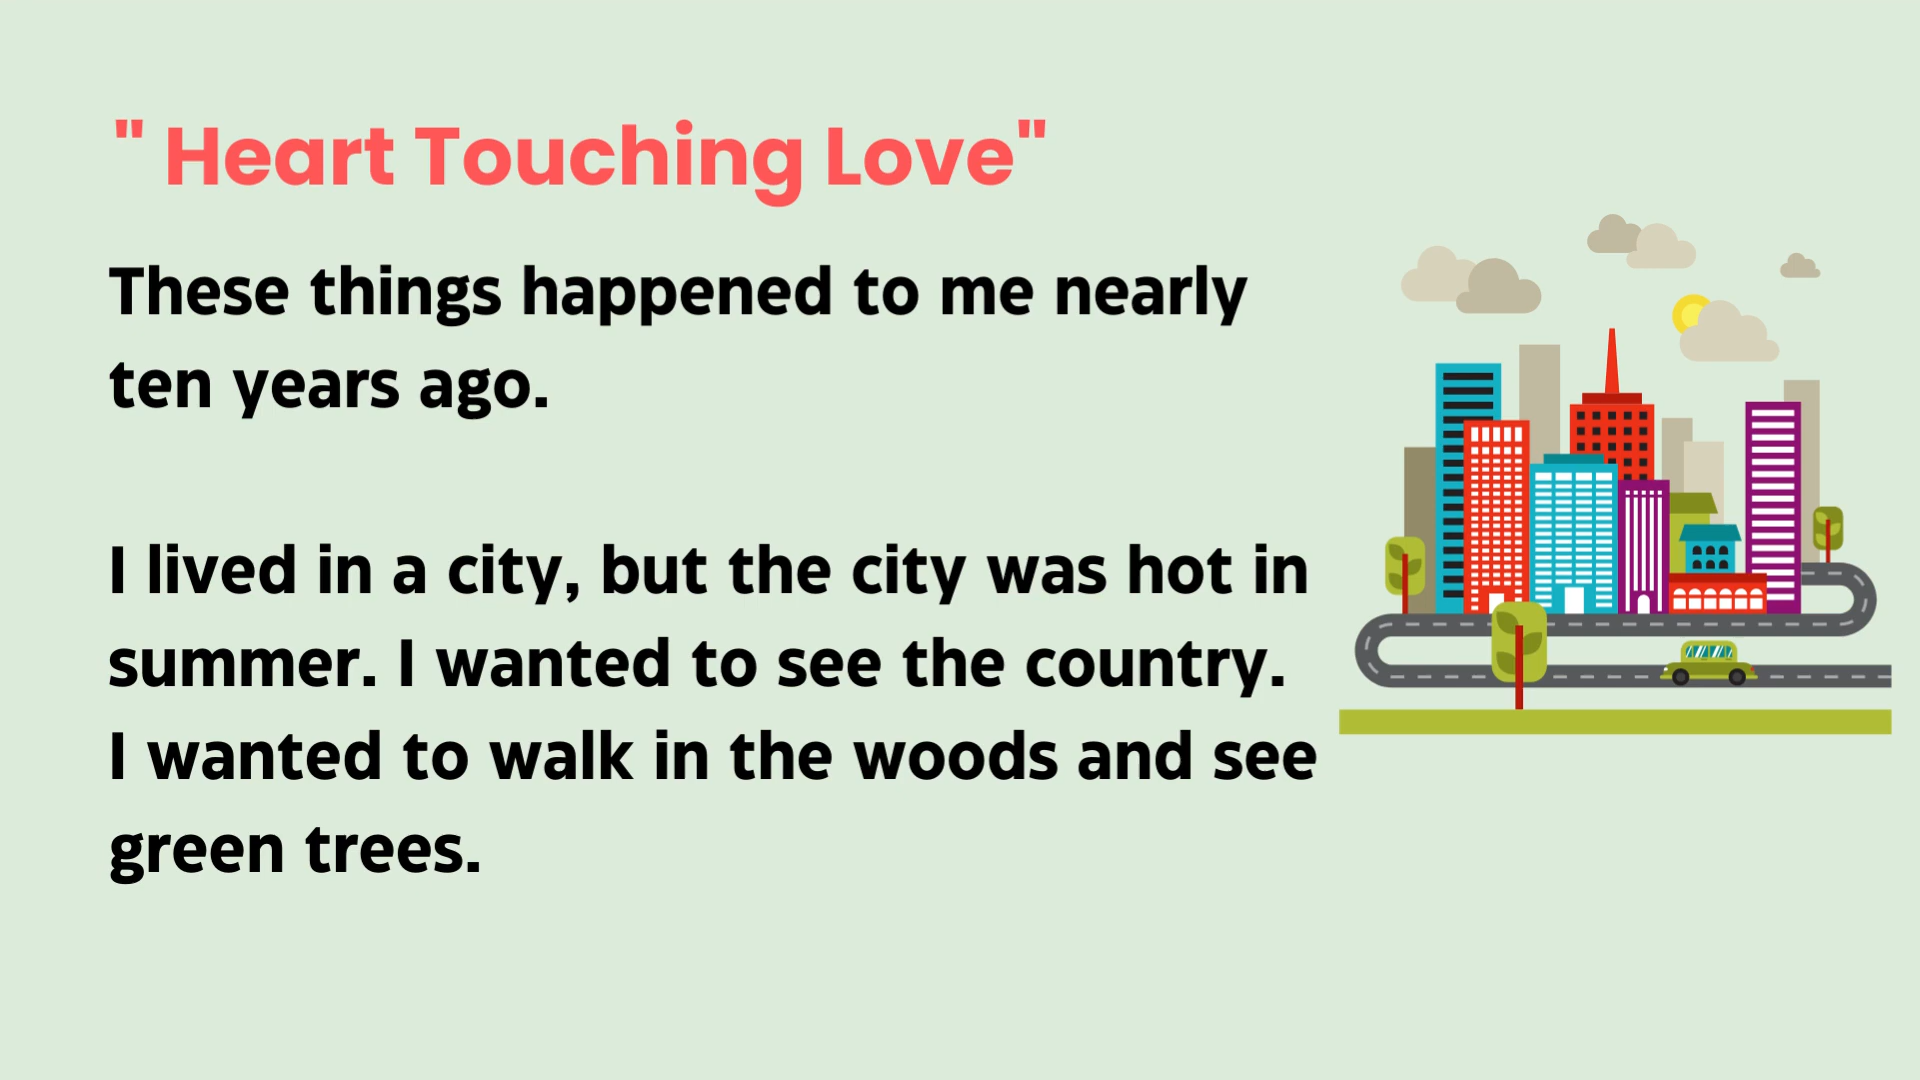 " Heart Touching Love"
These things happened to me nearly
ten years ago.
I lived in a city, but the city was hot in
summer. I wanted to see the country.
I wanted to walk in the woods and see
green trees.